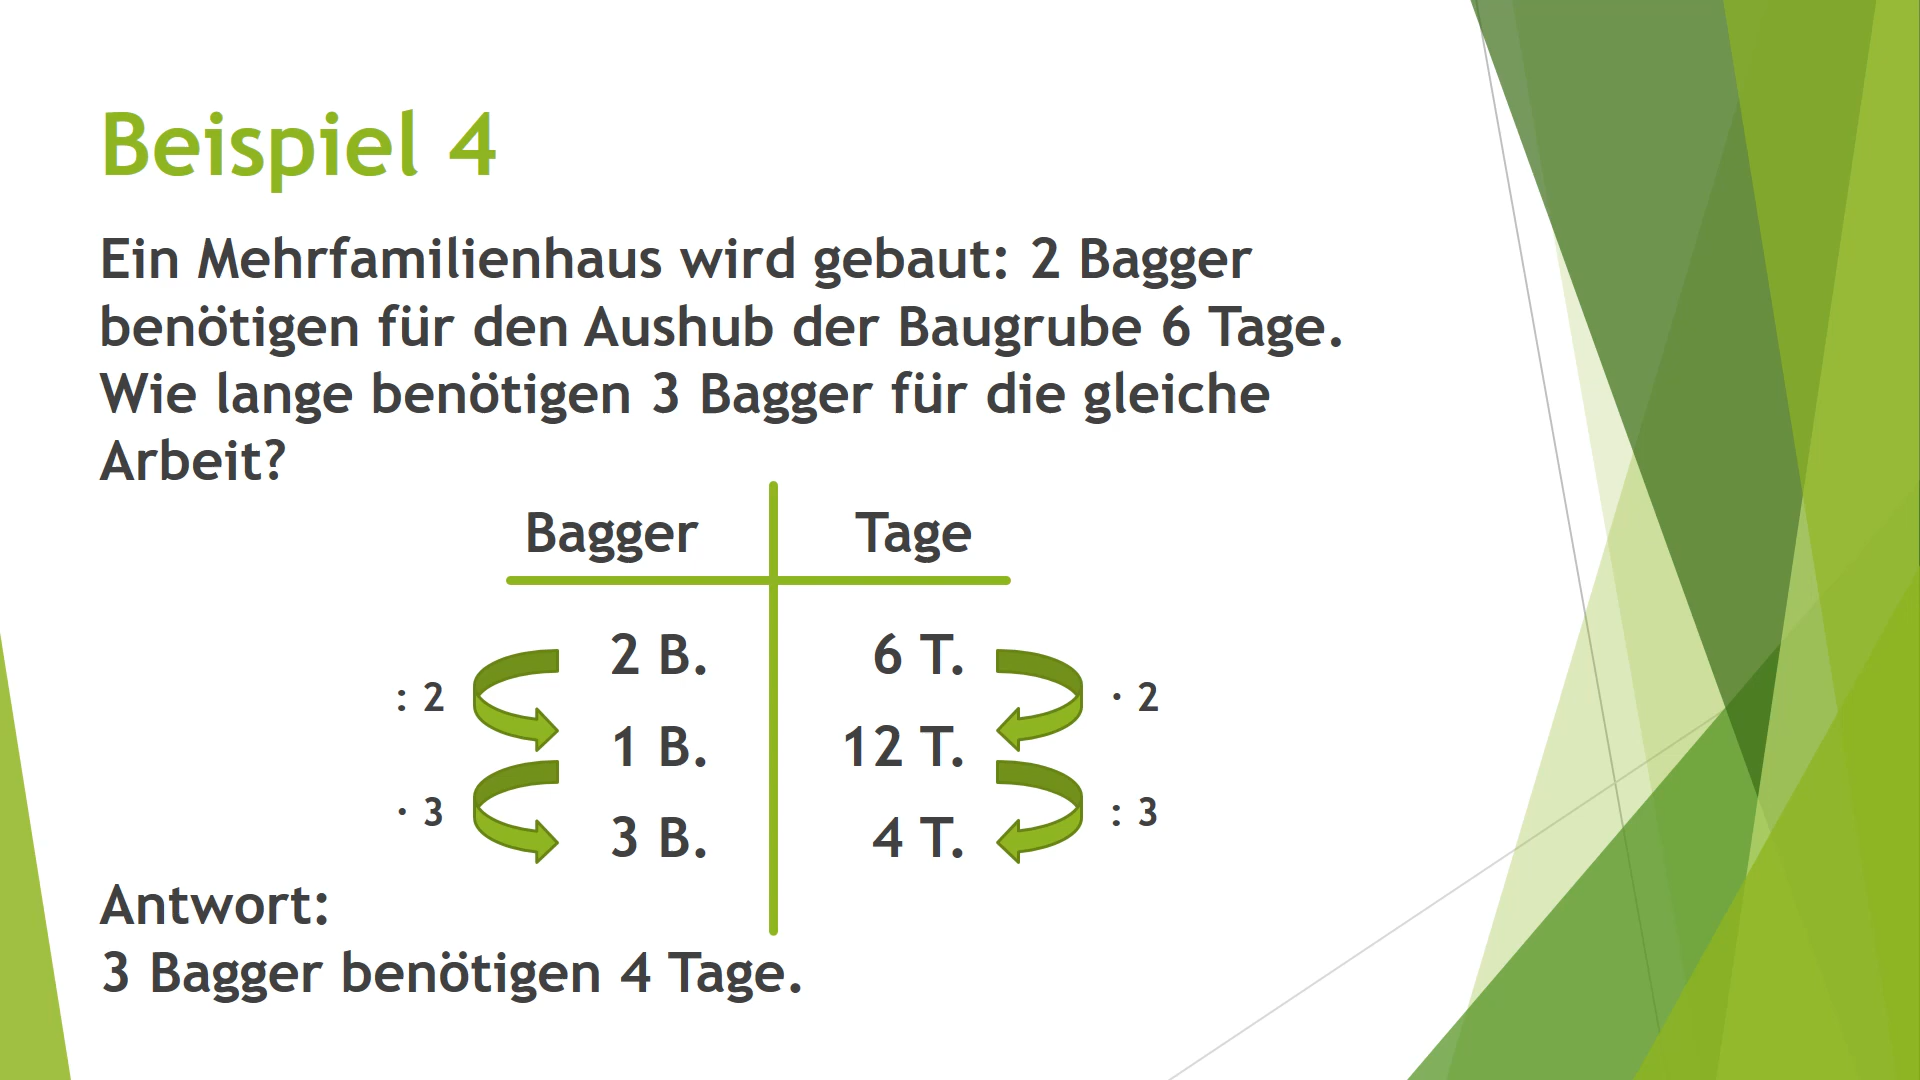 Beispiel 4
Ein Mehrfamilienhaus wird gebaut: 2 Bagger
benötigen für den Aushub der Baugrube 6 Tage.
Wie lange benötigen 3 Bagger für die gleiche
Arbeit?
Bagger Tage
2 B. 6 T.
: 2 · 2
1 B. 12 T.
· 3 : 3
3 B. 4 T.
Antwort:
3 Bagger benötigen 4 Tage.